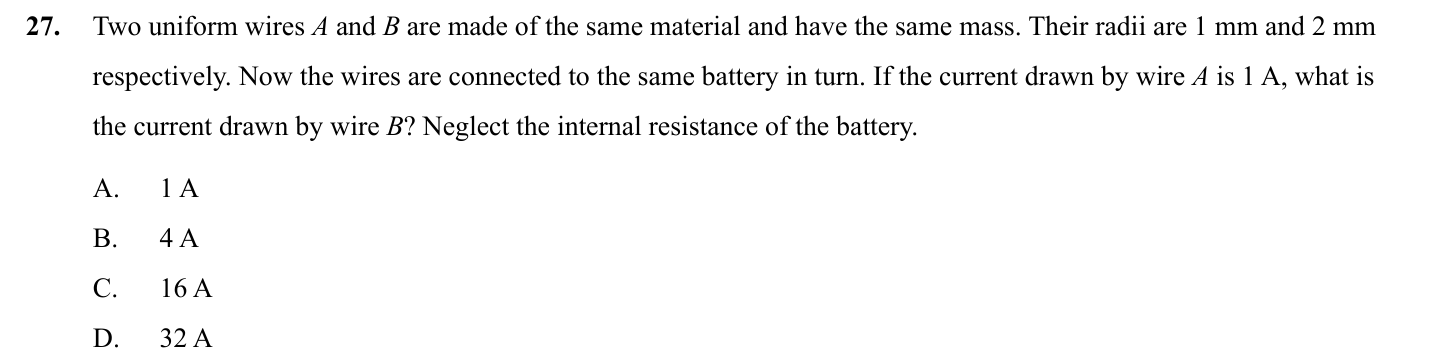 27. Two uniform wires A and B are made of the same material and have the same mass. Their radii are 1 mm and 2 mm
respectively. Now the wires are connected to the same battery in turn. If the current drawn by wire A is 1 A, what is
the current drawn by wire B? Neglect the internal resistance of the battery.
A. 1 A
B. 4 A
C. 16 A
D. 32 A